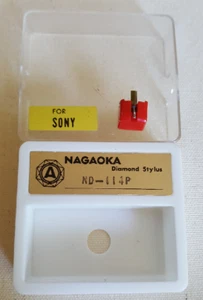 FOR
SONY
NAGAOKA
Diamond Stylus
A
ND-114P